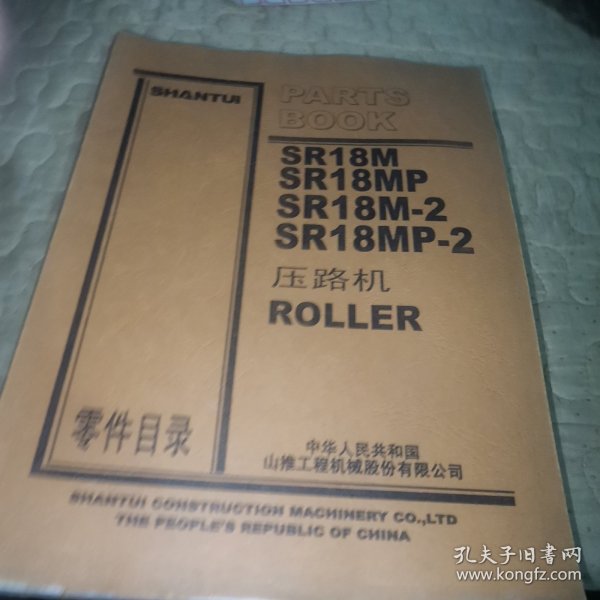 SHANTUI
PARTS
BOOK
SR18M
SR18MP
SR18M-2
SR18MP-2
压路机
ROLLER
零件目录
中华人民共和国
山推工程机械股份有限公司
SHANTUI CONSTRUCTION MACHINERY CO.,LTD
THE PEOPLE'S REPUBLIC OF CHINA
孔夫子旧书网
www.kongfz.com